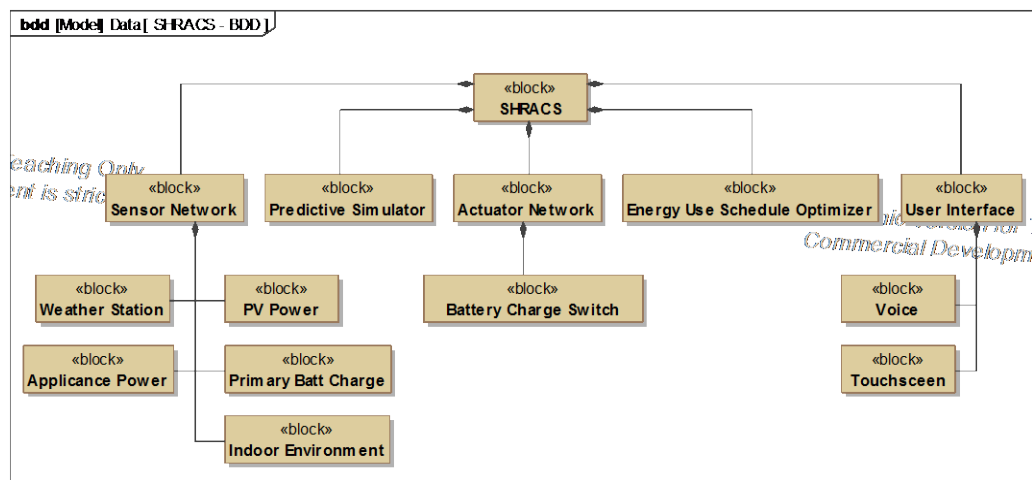 bdd [Model] Data[ SHRACS - BDD ]
«block»
SHRACS
eaching Only
ent is stric
«block»
Sensor Network
«block»
Predictive Simulator
«block»
Actuator Network
«block»
Energy Use Schedule Optimizer
«block»
User Interface
Commercial Developm
«block»
Weather Station
«block»
PV Power
«block»
Battery Charge Switch
«block»
Voice
«block»
Applicance Power
«block»
Primary Batt Charge
«block»
Touchsceen
«block»
Indoor Environment